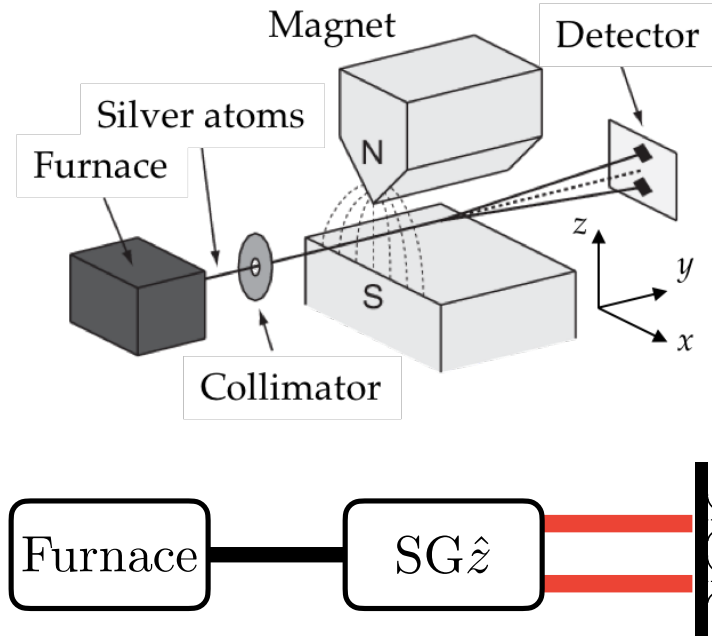 Magnet
Detector
Silver atoms
Furnace
N
S
z
y
x
Collimator
Furnace
SGẑ